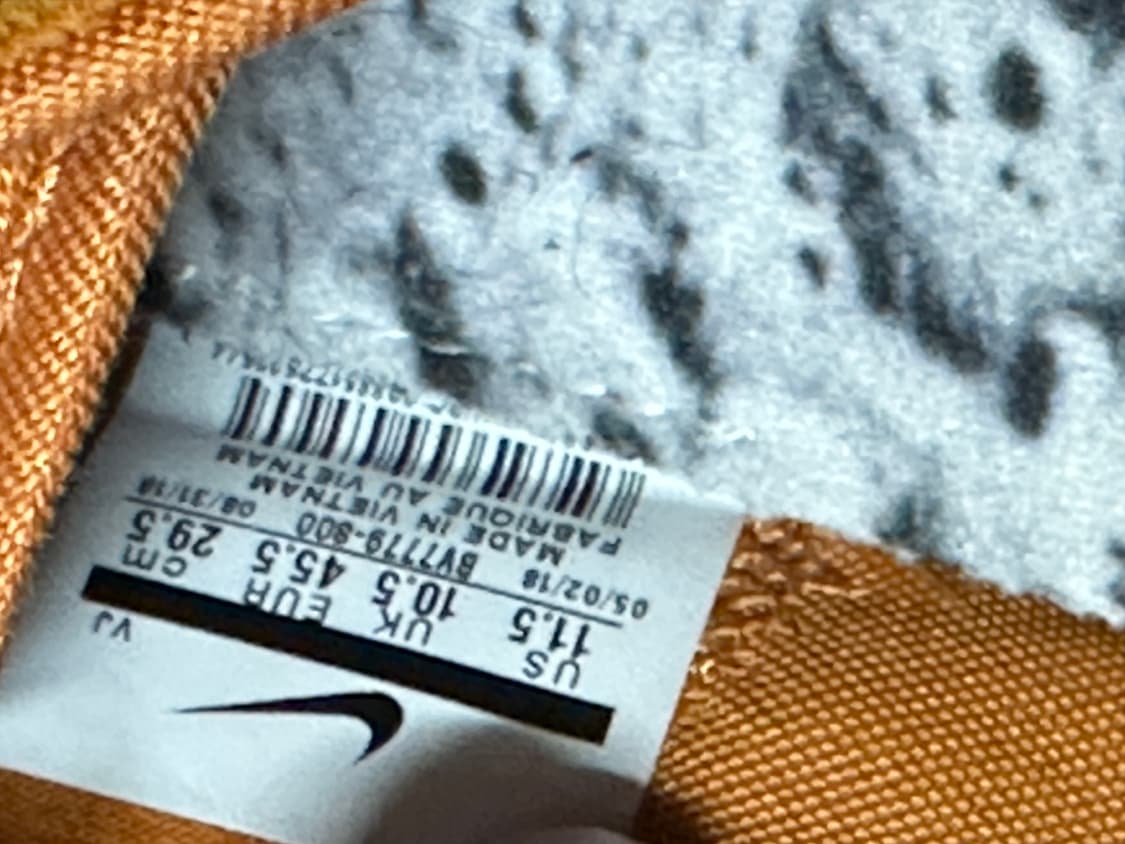 VJ
US UK EUR cm
11.5 10.5 45.5 29.5
05/02/18 BV7779-800 08/31/18
MADE IN VIETNAM
FABRIQUE AU VIETNAM